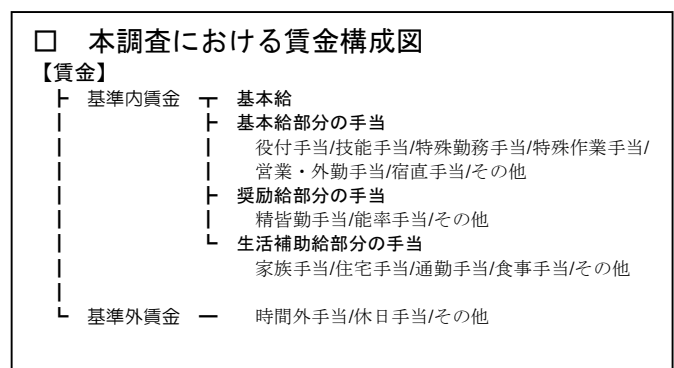 □ 本調査における賃金構成図
【賃金】
┣ 基準内賃金 ┳ 基本給
┃ ┣ 基本給部分の手当
┃ ┃ 役付手当/技能手当/特殊勤務手当/特殊作業手当/
┃ ┃ 営業・外勤手当/宿直手当/その他
┃ ┣ 奨励給部分の手当
┃ ┃ 精皆勤手当/能率手当/その他
┃ ┗ 生活補助給部分の手当
┃ 家族手当/住宅手当/通勤手当/食事手当/その他
┃
┗ 基準外賃金 ━ 時間外手当/休日手当/その他